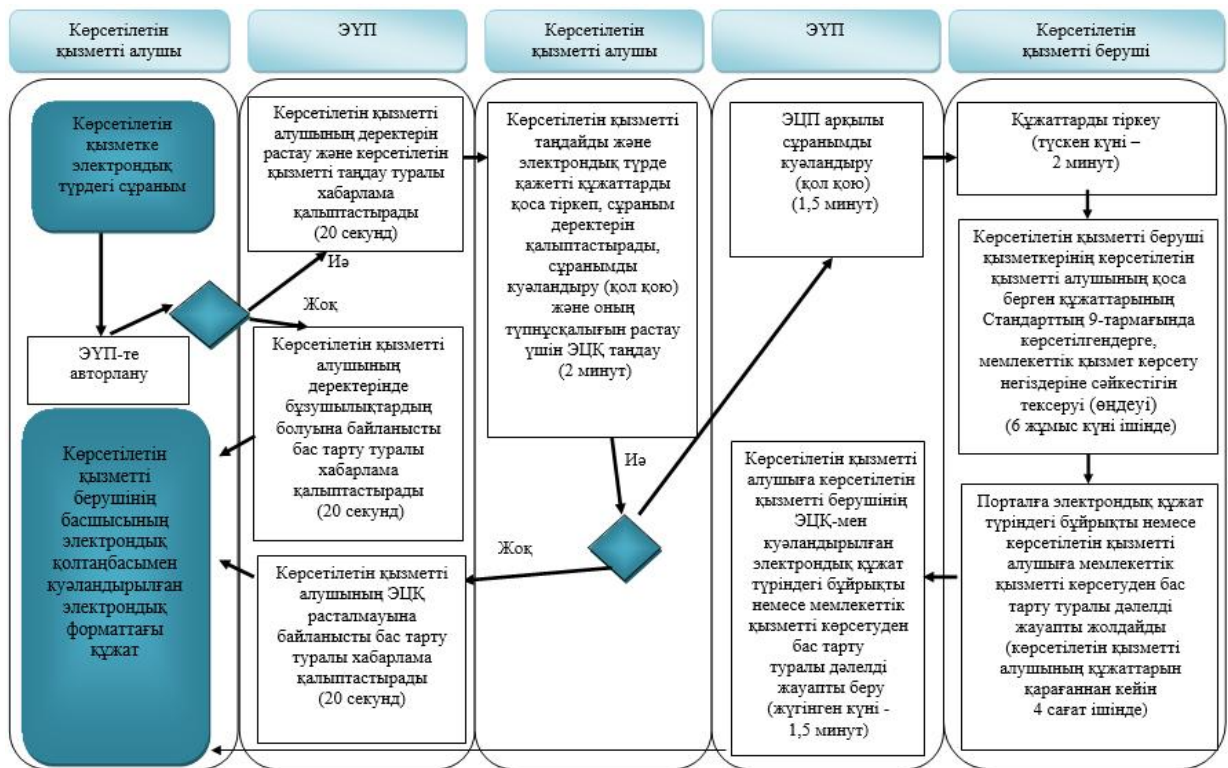 Көрсетілетін
қызметті алушы
ЭҮП
Көрсетілетін
қызметті алушы
ЭҮП
Көрсетілетін
қызметті беруші
Көрсетілетін
қызметке
электрондық
түрдегі сұраным
ЭҮП-те
авторлану
Көрсетілетін
қызметті
берушінің
басшысының
электрондық
қолтаңбасымен
куәландырылған
электрондық
форматтағы
құжат
Көрсетілетін қызметті
алушының деректерін
растау және көрсетілетін
қызметті таңдау туралы
хабарлама
қалыптастырады
(20 секунд)
Иә
Жоқ
Көрсетілетін қызметті
алушының
деректерінде
бұзушылықтардың
болуына байланысты
бас тарту туралы
хабарлама
қалыптастырады
(20 секунд)
Көрсетілетін қызметті
алушының ЭЦҚ
расталмауына
байланысты бас тарту
туралы хабарлама
қалыптастырады
(20 секунд)
Көрсетілетін қызметті
таңдайды және
электрондық түрде
қажетті құжаттарды
қоса тіркеп, сұраным
деректерін
қалыптастырады,
сұранымды
куәландыру (қол қою)
және оның
түпнұсқалығын растау
үшін ЭЦҚ таңдау
(2 минут)
Иә
Жоқ
ЭЦП арқылы
сұранымды
куәландыру
(қол қою)
(1,5 минут)
Көрсетілетін қызметті
алушыға көрсетілетін
қызметті берушінің
ЭЦҚ-мен
куәландырылған
электрондық құжат
түріндегі бұйрықты
немесе мемлекеттік
қызметті көрсетуден
бас тарту
туралы дәлелді
жауапты беру
(жүгінген күні -
1,5 минут)
Құжаттарды тіркеу
(түскен күні –
2 минут)
Көрсетілетін қызметті беруші
қызметкерінің көрсетілетін
қызметті алушының қоса
берген құжаттарының
Стандарттың 9-тармағында
көрсетілгендерге,
мемлекеттік қызмет көрсету
негіздеріне сәйкестігін
тексеруі (өңдеуі)
(6 жұмыс күні ішінде)
Порталға электрондық құжат
түріндегі бұйрықты немесе
көрсетілетін қызметті
алушыға мемлекеттік
қызметті көрсетуден бас
тарту туралы дәлелді
жауапты жолдайды
(көрсетілетін қызметті
алушының құжаттарын
қарағаннан кейін
4 сағат ішінде)